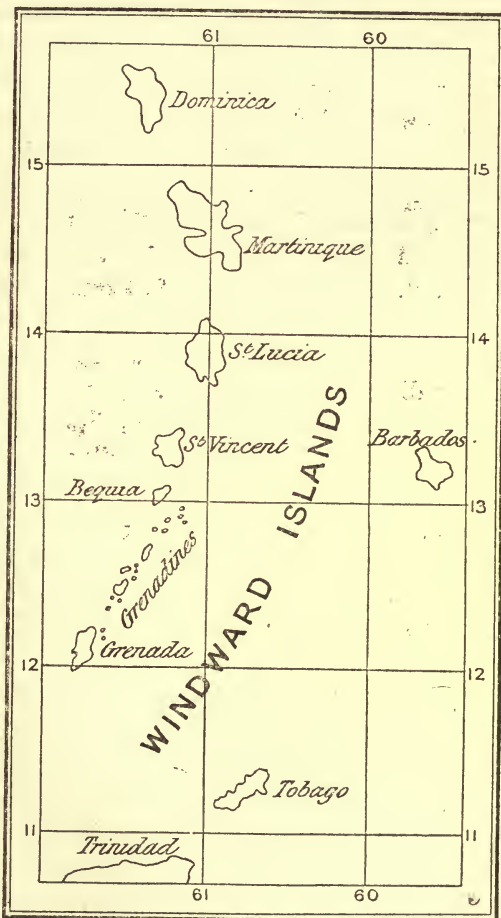 61 60
Dominica
15 15
Martinique
14 14
St. Lucia
WINDWARD ISLANDS
St. Vincent
Barbados
Bequia
13 13
Grenadines
Grenada
12 12
Tobago
11 11
Trinidad
61 60